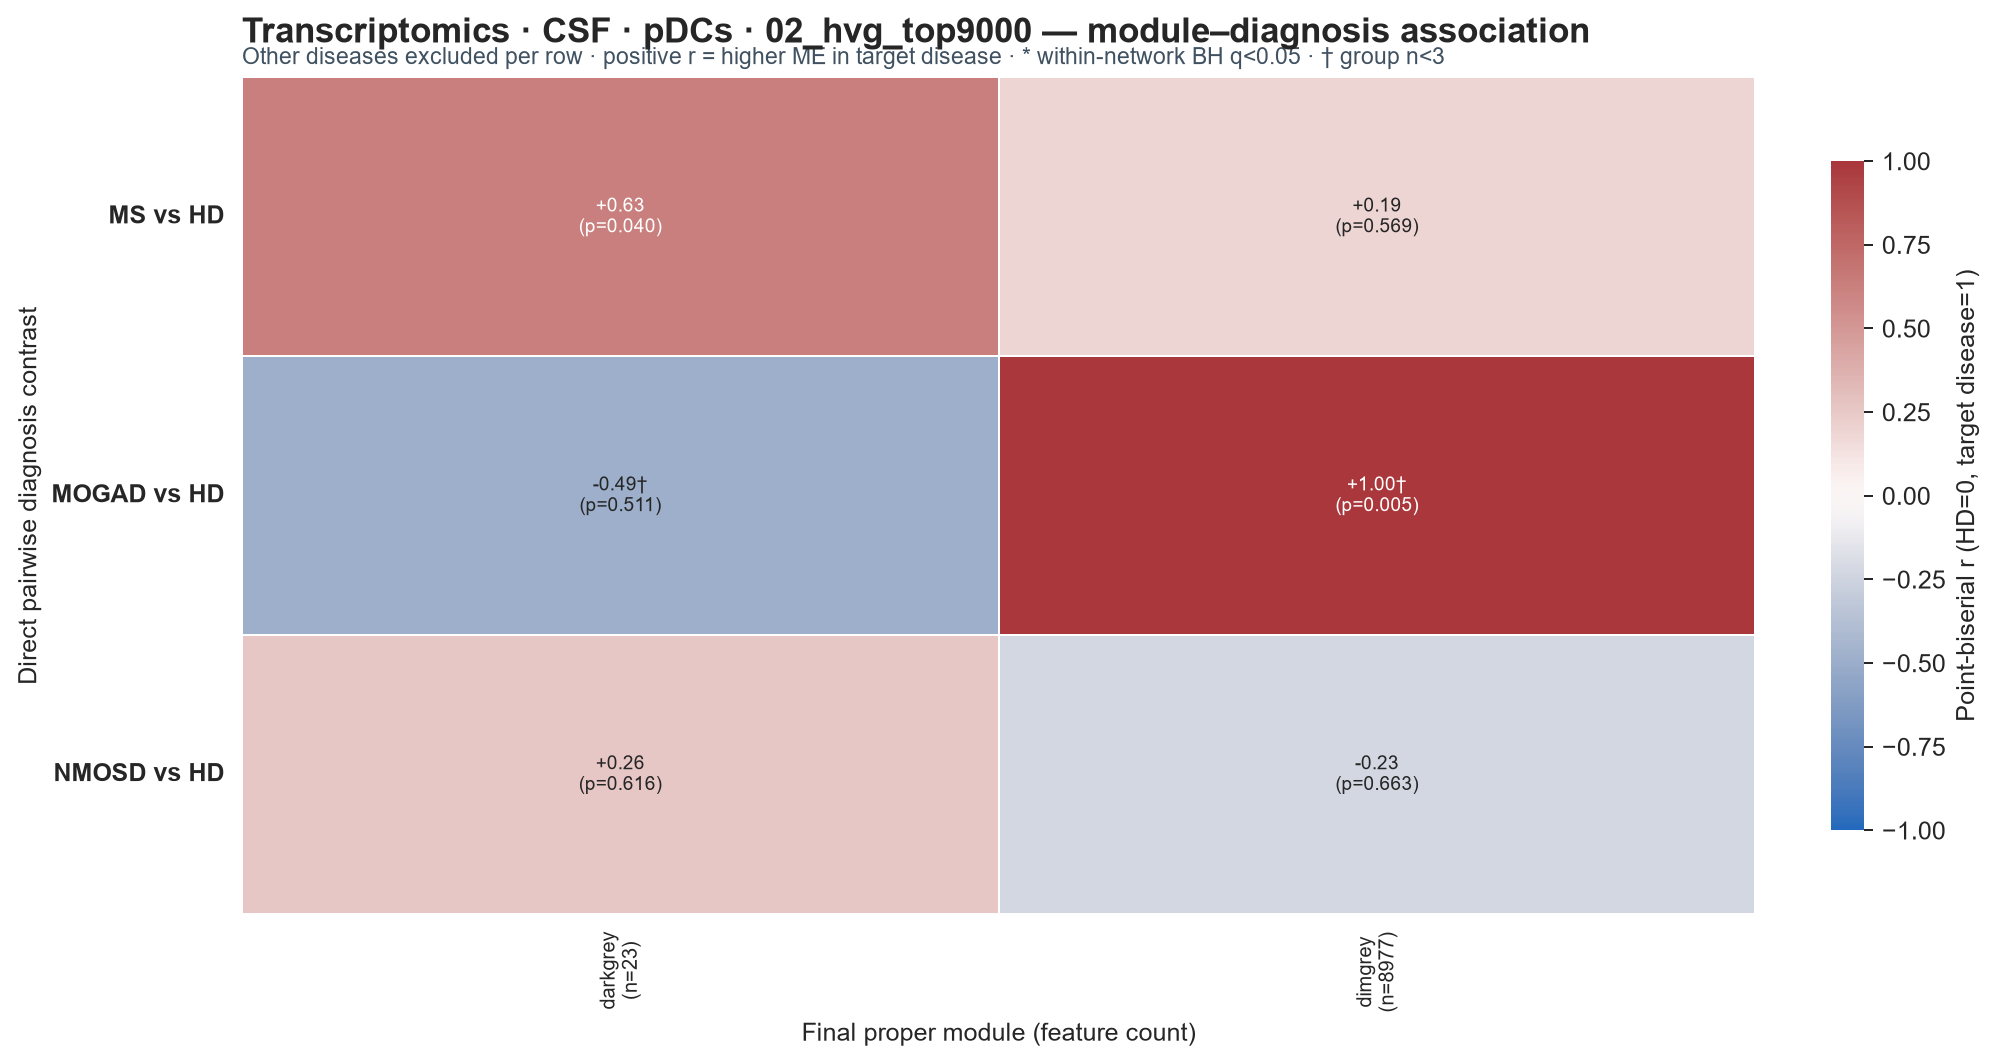 Transcriptomics · CSF · pDCs · 02_hvg_top9000 — module–diagnosis association
Other diseases excluded per row · positive r = higher ME in target disease · * within-network BH q<0.05 · † group n<3
Direct pairwise diagnosis contrast
MS vs HD
+0.63
(p=0.040)
+0.19
(p=0.569)
MOGAD vs HD
-0.49†
(p=0.511)
+1.00†
(p=0.005)
NMOSD vs HD
+0.26
(p=0.616)
-0.23
(p=0.663)
darkgrey
(n=23)
dimgrey
(n=8977)
Final proper module (feature count)
1.00
0.75
0.50
0.25
0.00
−0.25
−0.50
−0.75
−1.00
Point-biserial r (HD=0, target disease=1)